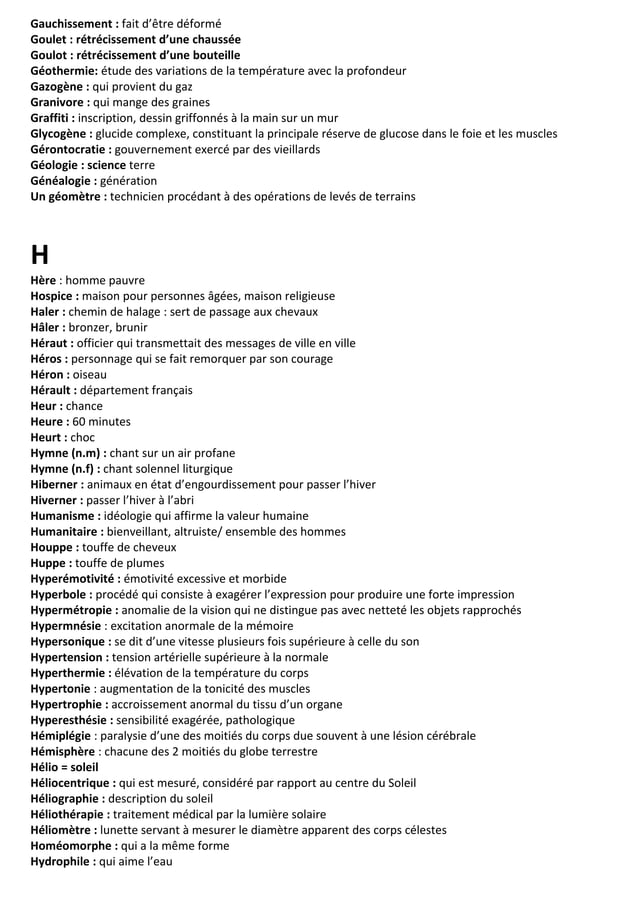 Gauchissement : fait d’être déformé
Goulet : rétrécissement d’une chaussée
Goulot : rétrécissement d’une bouteille
Géothermie: étude des variations de la température avec la profondeur
Gazogène : qui provient du gaz
Granivore : qui mange des graines
Graffiti : inscription, dessin griffonnés à la main sur un mur
Glycogène : glucide complexe, constituant la principale réserve de glucose dans le foie et les muscles
Gérontocratie : gouvernement exercé par des vieillards
Géologie : science terre
Généalogie : génération
Un géomètre : technicien procédant à des opérations de levés de terrains
H
Hère : homme pauvre
Hospice : maison pour personnes âgées, maison religieuse
Haler : chemin de halage : sert de passage aux chevaux
Hâler : bronzer, brunir
Héraut : officier qui transmettait des messages de ville en ville
Héros : personnage qui se fait remorquer par son courage
Héron : oiseau
Hérault : département français
Heur : chance
Heure : 60 minutes
Heurt : choc
Hymne (n.m) : chant sur un air profane
Hymne (n.f) : chant solennel liturgique
Hiberner : animaux en état d’engourdissement pour passer l’hiver
Hiverner : passer l’hiver à l’abri
Humanisme : idéologie qui affirme la valeur humaine
Humanitaire : bienveillant, altruiste/ ensemble des hommes
Houppe : touffe de cheveux
Huppe : touffe de plumes
Hyperémotivité : émotivité excessive et morbide
Hyperbole : procédé qui consiste à exagérer l’expression pour produire une forte impression
Hypermétropie : anomalie de la vision qui ne distingue pas avec netteté les objets rapprochés
Hypermnésie : excitation anormale de la mémoire
Hypersonique : se dit d’une vitesse plusieurs fois supérieure à celle du son
Hypertension : tension artérielle supérieure à la normale
Hyperthermie : élévation de la température du corps
Hypertonie : augmentation de la tonicité des muscles
Hypertrophie : accroissement anormal du tissu d’un organe
Hyperesthésie : sensibilité exagérée, pathologique
Hémiplégie : paralysie d’une des moitiés du corps due souvent à une lésion cérébrale
Hémisphère : chacune des 2 moitiés du globe terrestre
Hélio = soleil
Héliocentrique : qui est mesuré, considéré par rapport au centre du Soleil
Héliographie : description du soleil
Héliothérapie : traitement médical par la lumière solaire
Héliomètre : lunette servant à mesurer le diamètre apparent des corps célestes
Homéomorphe : qui a la même forme
Hydrophile : qui aime l’eau